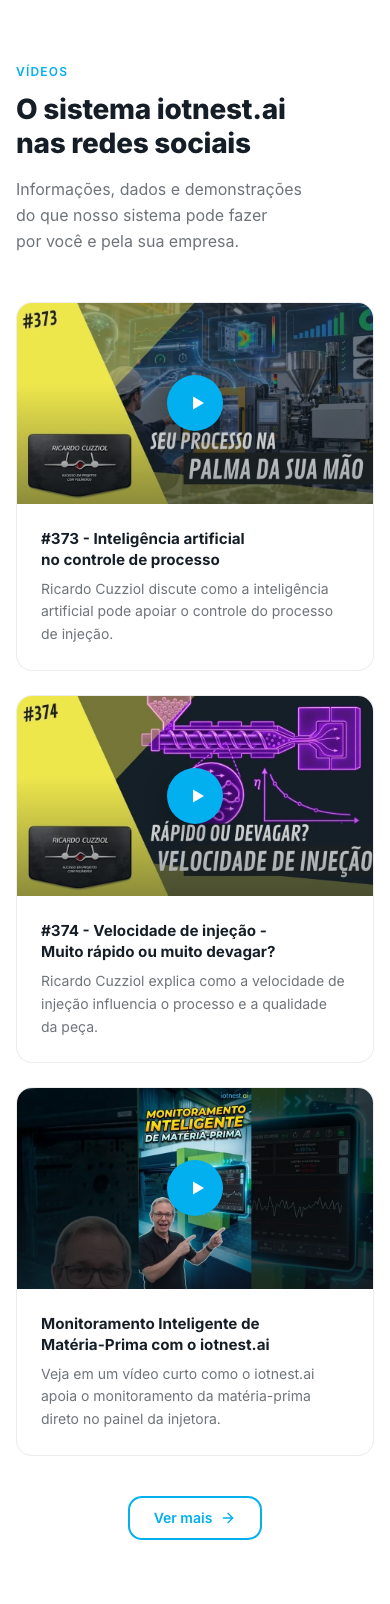 VÍDEOS
O sistema iotnest.ai
nas redes sociais
Informações, dados e demonstrações
do que nosso sistema pode fazer
por você e pela sua empresa.
#373
RICARDO CUZZIOL
SEU PROCESSO NA
PALMA DA SUA MÃO
#373 - Inteligência artificial
no controle de processo
Ricardo Cuzziol discute como a inteligência
artificial pode apoiar o controle do processo
de injeção.
#374
η
RICARDO CUZZIOL
RÁPIDO OU DEVAGAR?
VELOCIDADE DE INJEÇÃO
#374 - Velocidade de injeção -
Muito rápido ou muito devagar?
Ricardo Cuzziol explica como a velocidade de
injeção influencia o processo e a qualidade
da peça.
iotnest.ai
MONITORAMENTO
INTELIGENTE
DE MATÉRIA-PRIMA
Monitoramento Inteligente de
Matéria-Prima com o iotnest.ai
Veja em um vídeo curto como o iotnest.ai
apoia o monitoramento da matéria-prima
direto no painel da injetora.
Ver mais